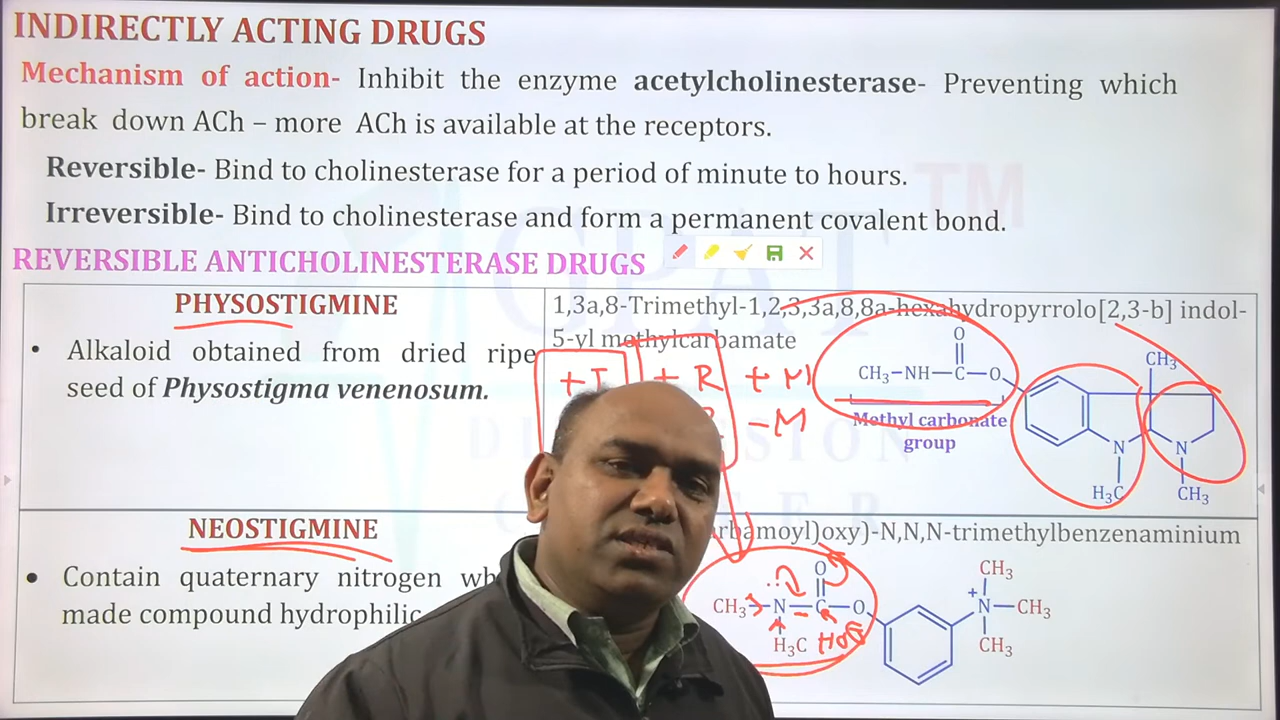 INDIRECTLY ACTING DRUGS
Mechanism of action- Inhibit the enzyme acetylcholinesterase- Preventing which
break down ACh – more ACh is available at the receptors.
Reversible- Bind to cholinesterase for a period of minute to hours.
Irreversible- Bind to cholinesterase and form a permanent covalent bond.
TM
REVERSIBLE ANTICHOLINESTERASE DRUGS
PHYSOSTIGMINE
• Alkaloid obtained from dried ripe
seed of Physostigma venenosum.
1,3a,8-Trimethyl-1,2,3,3a,8,8a-hexahydropyrrolo[2,3-b] indol-
5-yl methylcarbamate
+I +R +M
-M
O
CH3–NH–C–O
Methyl carbonate
group
CH3
N
N
H3C
CH3
NEOSTIGMINE
• Contain quaternary nitrogen
made compound hydrophilic
rbamoyl)oxy)-N,N,N-trimethylbenzenaminium
O
CH3–N–C–O
H3C
CH3
+
N–CH3
CH3